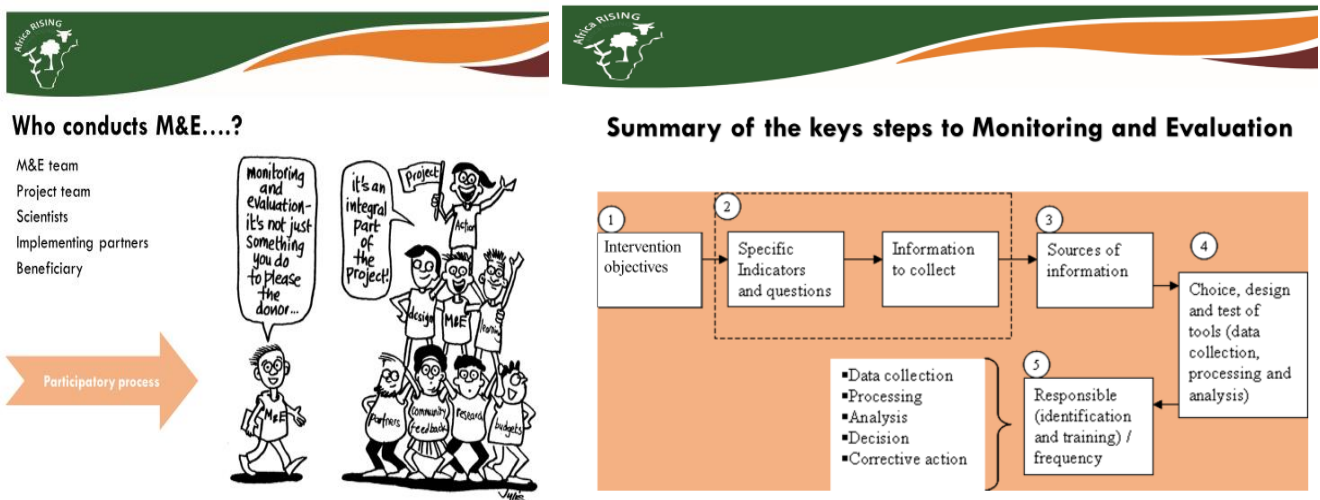 Africa RISING
Who conducts M&E....?
M&E team
Project team
Scientists
Implementing partners
Beneficiary
Participatory process
monitoring
and
evaluation-
it's not just
something
you do
to please
the
donor...
M&E
it's an
integral
part
of
the
project!
Project
Action
design
M&E
learning
partners
community
feedback
research
budgets
Africa RISING
Summary of the keys steps to Monitoring and Evaluation
1
Intervention
objectives
2
Specific
Indicators
and questions
Information
to collect
3
Sources of
information
4
Choice, design
and test of
tools (data
collection,
processing and
analysis)
5
Responsible
(identification
and training) /
frequency
▪Data collection
▪Processing
▪Analysis
▪Decision
▪Corrective action